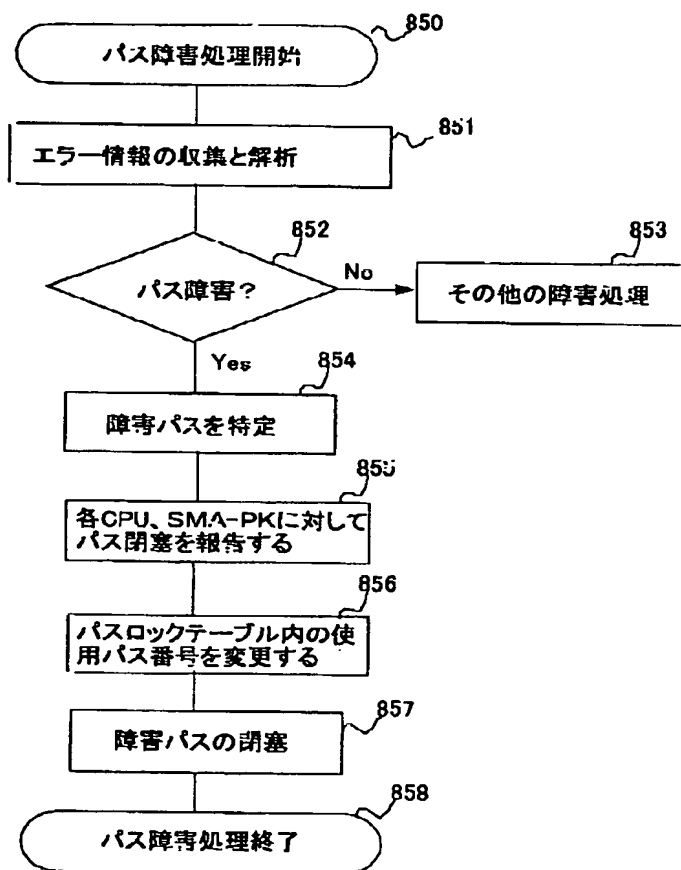 850
パス障害処理開始
851
エラー情報の収集と解析
852
853
パス障害?
No
その他の障害処理
Yes
854
障害パスを特定
855
各CPU、SMA-PKに対して
パス閉塞を報告する
856
パスロックテーブル内の使
用パス番号を変更する
857
障害パスの閉塞
858
パス障害処理終了